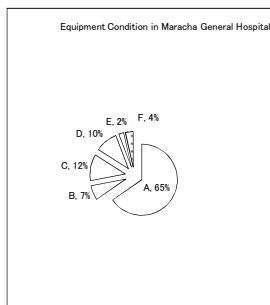 Equipment Condition in Maracha General Hospital
E, 2%
F, 4%
D, 10%
C, 12%
B, 7%
A, 65%